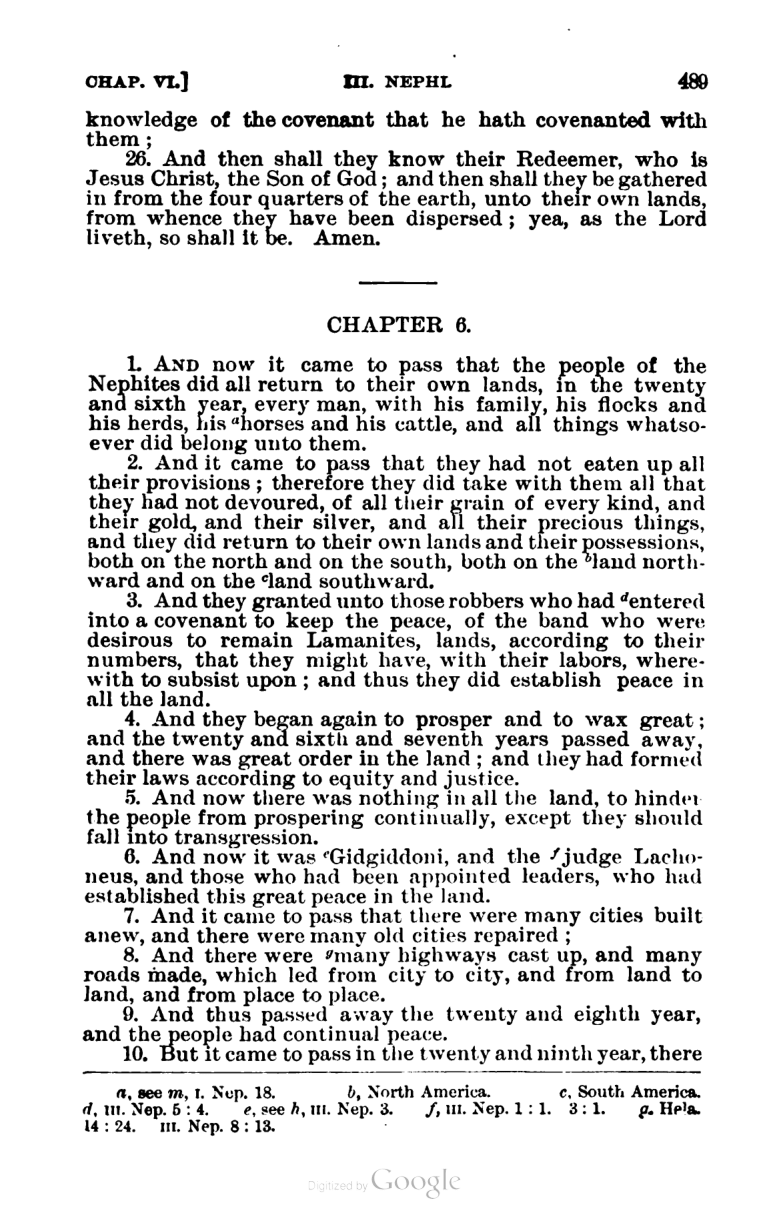 CHAP. VI.] III. NEPHI. 489
knowledge of the covenant that he hath covenanted with
them ;
26. And then shall they know their Redeemer, who is
Jesus Christ, the Son of God ; and then shall they be gathered
in from the four quarters of the earth, unto their own lands,
from whence they have been dispersed ; yea, as the Lord
liveth, so shall it be. Amen.
CHAPTER 6.
1. AND now it came to pass that the people of the
Nephites did all return to their own lands, in the twenty
and sixth year, every man, with his family, his flocks and
his herds, his ᵃhorses and his cattle, and all things whatso-
ever did belong unto them.
2. And it came to pass that they had not eaten up all
their provisions ; therefore they did take with them all that
they had not devoured, of all their grain of every kind, and
their gold, and their silver, and all their precious things,
and they did return to their own lands and their possessions,
both on the north and on the south, both on the ᵇland north-
ward and on the ᶜland southward.
3. And they granted unto those robbers who had ᵈentered
into a covenant to keep the peace, of the band who were
desirous to remain Lamanites, lands, according to their
numbers, that they might have, with their labors, where-
with to subsist upon ; and thus they did establish peace in
all the land.
4. And they began again to prosper and to wax great ;
and the twenty and sixth and seventh years passed away,
and there was great order in the land ; and they had formed
their laws according to equity and justice.
5. And now there was nothing in all the land, to hinder
the people from prospering continually, except they should
fall into transgression.
6. And now it was ᵉGidgiddoni, and the ᶠjudge Lacho-
neus, and those who had been appointed leaders, who had
established this great peace in the land.
7. And it came to pass that there were many cities built
anew, and there were many old cities repaired ;
8. And there were ᵍmany highways cast up, and many
roads made, which led from city to city, and from land to
land, and from place to place.
9. And thus passed away the twenty and eighth year,
and the people had continual peace.
10. But it came to pass in the twenty and ninth year, there
a, see m, I. Nep. 18. b, North America. c, South America.
d, III. Nep. 5 : 4. e, see h, III. Nep. 3. f, III. Nep. 1 : 1. 3 : 1. g, Hela.
14 : 24. III. Nep. 8 : 13.
Digitized by Google